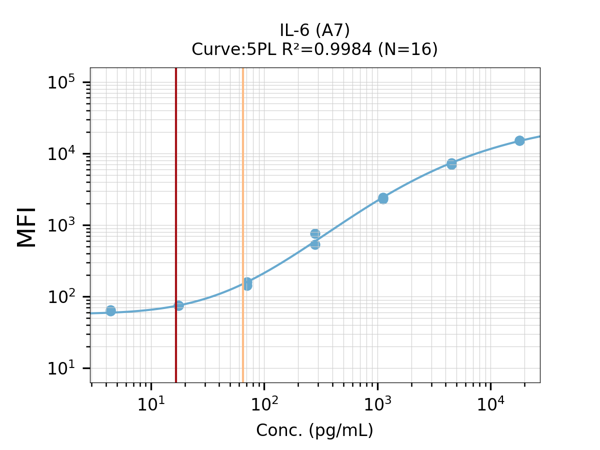 IL-6 (A7)
Curve:5PL R²=0.9984 (N=16)
10⁵
10⁴
10³
10²
10¹
MFI
10¹ 10² 10³ 10⁴
Conc. (pg/mL)